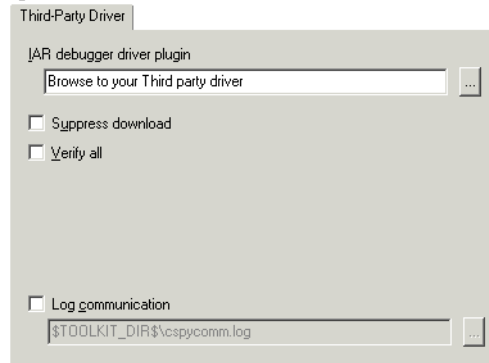 Third-Party Driver
IAR debugger driver plugin
Browse to your Third party driver
...
Suppress download
Verify all
Log communication
$TOOLKIT_DIR$\cspycomm.log
...